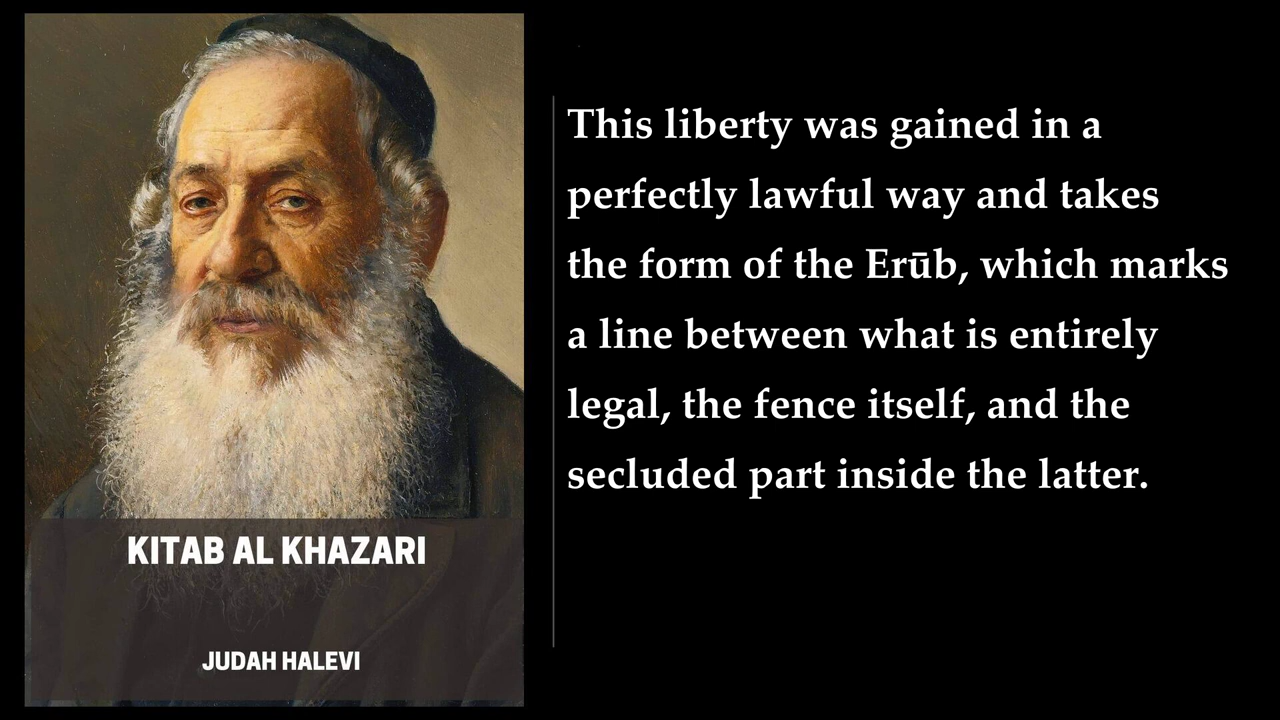 This liberty was gained in a
perfectly lawful way and takes
the form of the Erūb, which marks
a line between what is entirely
legal, the fence itself, and the
secluded part inside the latter.
KITAB AL KHAZARI
JUDAH HALEVI